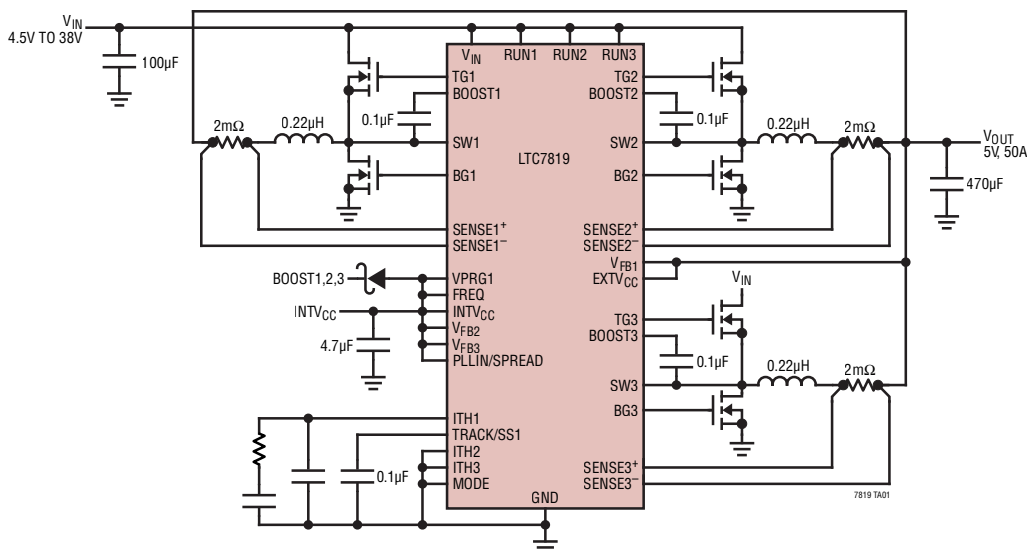 VIN
4.5V TO 38V
100µF
VIN
RUN1
RUN2
RUN3
TG1
BOOST1
0.1µF
SW1
BG1
2mΩ
0.22µH
LTC7819
TG2
BOOST2
0.1µF
SW2
BG2
0.22µH
2mΩ
VOUT
5V, 50A
470µF
SENSE1+
SENSE1–
SENSE2+
SENSE2–
VFB1
EXTVCC
BOOST1,2,3
VPRG1
FREQ
INTVCC
INTVCC
VFB2
VFB3
PLLIN/SPREAD
4.7µF
VIN
TG3
BOOST3
0.1µF
SW3
BG3
0.22µH
2mΩ
ITH1
TRACK/SS1
ITH2
ITH3
MODE
0.1µF
SENSE3+
SENSE3–
GND
7819 TA01